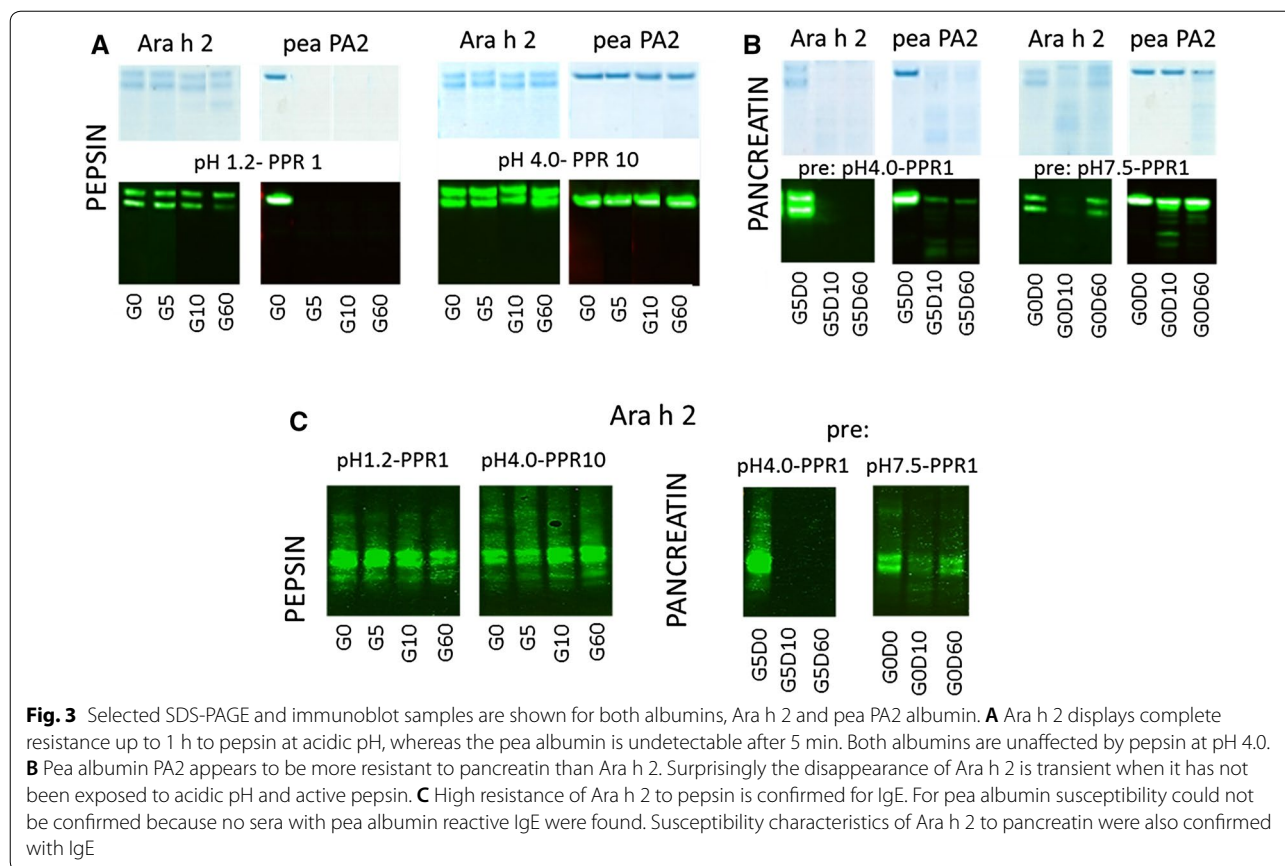 A
Ara h 2 pea PA2 Ara h 2 pea PA2
PEPSIN
pH 1.2- PPR 1 pH 4.0- PPR 10
G0 G5 G10 G60 G0 G5 G10 G60 G0 G5 G10 G60 G0 G5 G10 G60
B
Ara h 2 pea PA2 Ara h 2 pea PA2
PANCREATIN
pre: pH4.0-PPR1 pre: pH7.5-PPR1
G5D0 G5D10 G5D60 G5D0 G5D10 G5D60 G0D0 G0D10 G0D60 G0D0 G0D10 G0D60
C
Ara h 2
pre:
pH1.2-PPR1 pH4.0-PPR10 pH4.0-PPR1 pH7.5-PPR1
PEPSIN
PANCREATIN
G0 G5 G10 G60 G0 G5 G10 G60 G5D0 G5D10 G5D60 G0D0 G0D10 G0D60
Fig. 3 Selected SDS-PAGE and immunoblot samples are shown for both albumins, Ara h 2 and pea PA2 albumin. A Ara h 2 displays complete
resistance up to 1 h to pepsin at acidic pH, whereas the pea albumin is undetectable after 5 min. Both albumins are unaffected by pepsin at pH 4.0.
B Pea albumin PA2 appears to be more resistant to pancreatin than Ara h 2. Surprisingly the disappearance of Ara h 2 is transient when it has not
been exposed to acidic pH and active pepsin. C High resistance of Ara h 2 to pepsin is confirmed for IgE. For pea albumin susceptibility could not
be confirmed because no sera with pea albumin reactive IgE were found. Susceptibility characteristics of Ara h 2 to pancreatin were also confirmed
with IgE